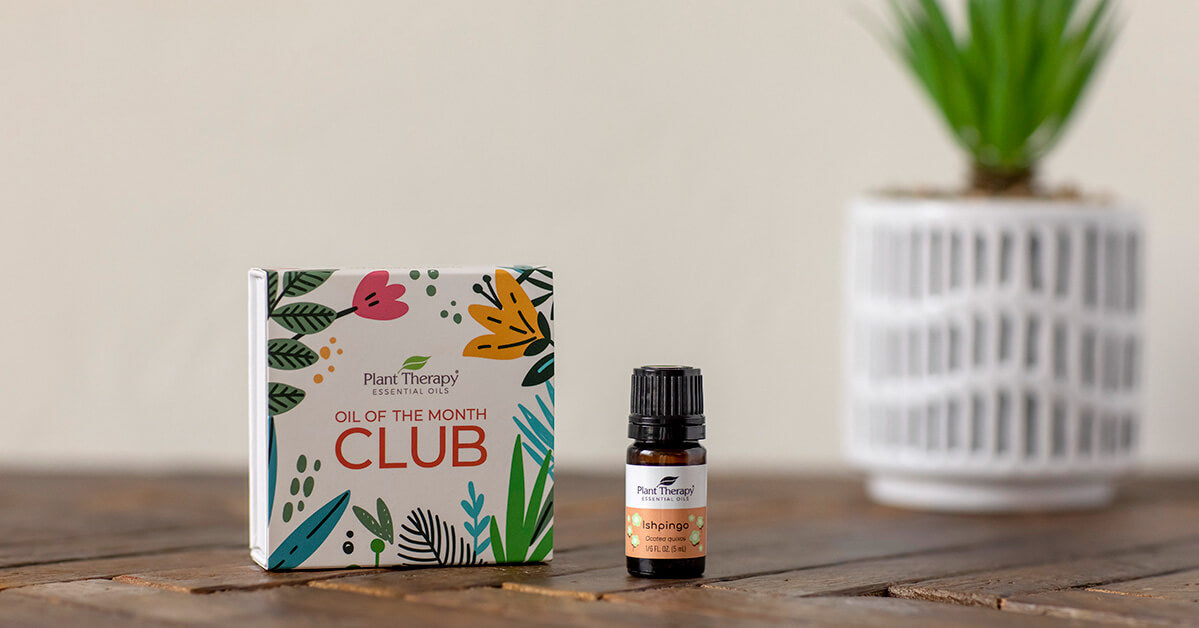 Plant Therapy®
ESSENTIAL OILS
OIL OF THE MONTH
CLUB
Plant Therapy®
ESSENTIAL OILS
Ishpingo
Ocotea quixos
1/6 FL. OZ. (5 mL)